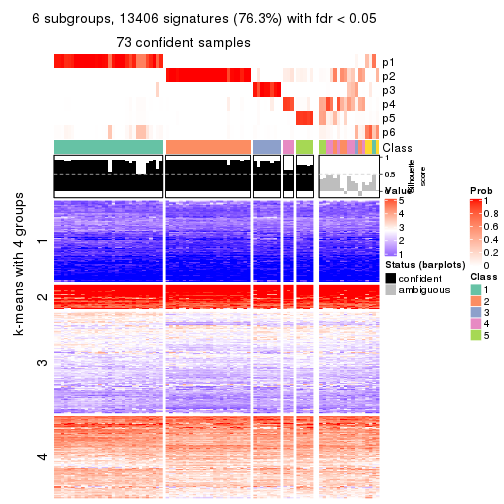 6 subgroups, 13406 signatures (76.3%) with fdr < 0.05
73 confident samples
p1
p2
p3
p4
p5
p6
Class
1
0.5
0
Silhouette
score
k-means with 4 groups
1
2
3
4
Value
5
4
3
2
1
Status (barplots)
confident
ambiguous
Prob
1
0.8
0.6
0.4
0.2
0
Class
1
2
3
4
5